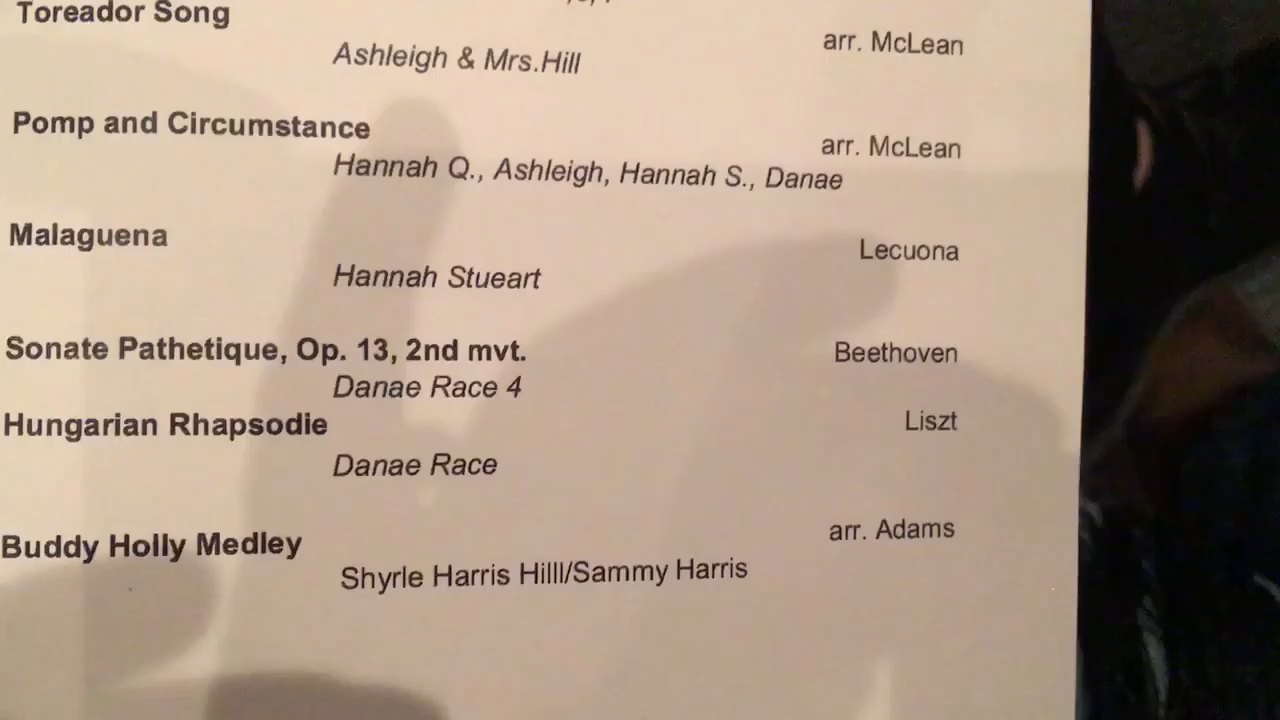 Toreador Song
arr. McLean
Ashleigh & Mrs.Hill
Pomp and Circumstance
arr. McLean
Hannah Q., Ashleigh, Hannah S., Danae
Malaguena
Lecuona
Hannah Stueart
Sonate Pathetique, Op. 13, 2nd mvt.
Beethoven
Danae Race 4
Hungarian Rhapsodie
Liszt
Danae Race
Buddy Holly Medley
arr. Adams
Shyrle Harris Hilll/Sammy Harris